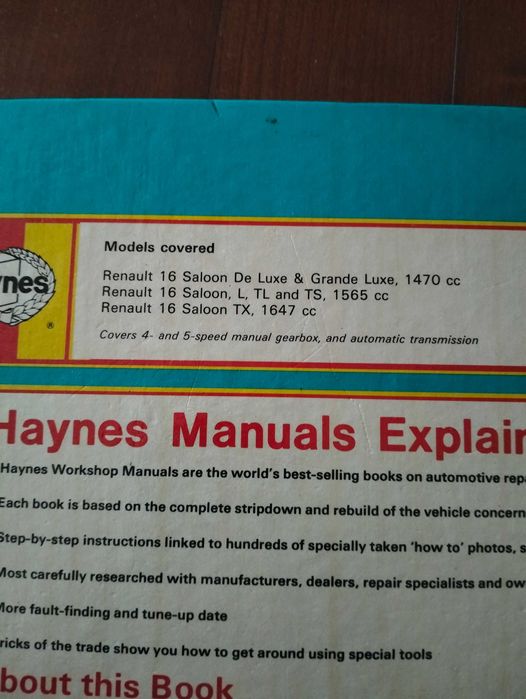 ynes
®
Models covered
Renault 16 Saloon De Luxe & Grande Luxe, 1470 cc
Renault 16 Saloon, L, TL and TS, 1565 cc
Renault 16 Saloon TX, 1647 cc
Covers 4- and 5-speed manual gearbox, and automatic transmission
Haynes Manuals Explain
Haynes Workshop Manuals are the world's best-selling books on automotive repa
Each book is based on the complete stripdown and rebuild of the vehicle concern
Step-by-step instructions linked to hundreds of specially taken 'how to' photos, s
Most carefully researched with manufacturers, dealers, repair specialists and ow
More fault-finding and tune-up date
ricks of the trade show you how to get around using special tools
bout this Book